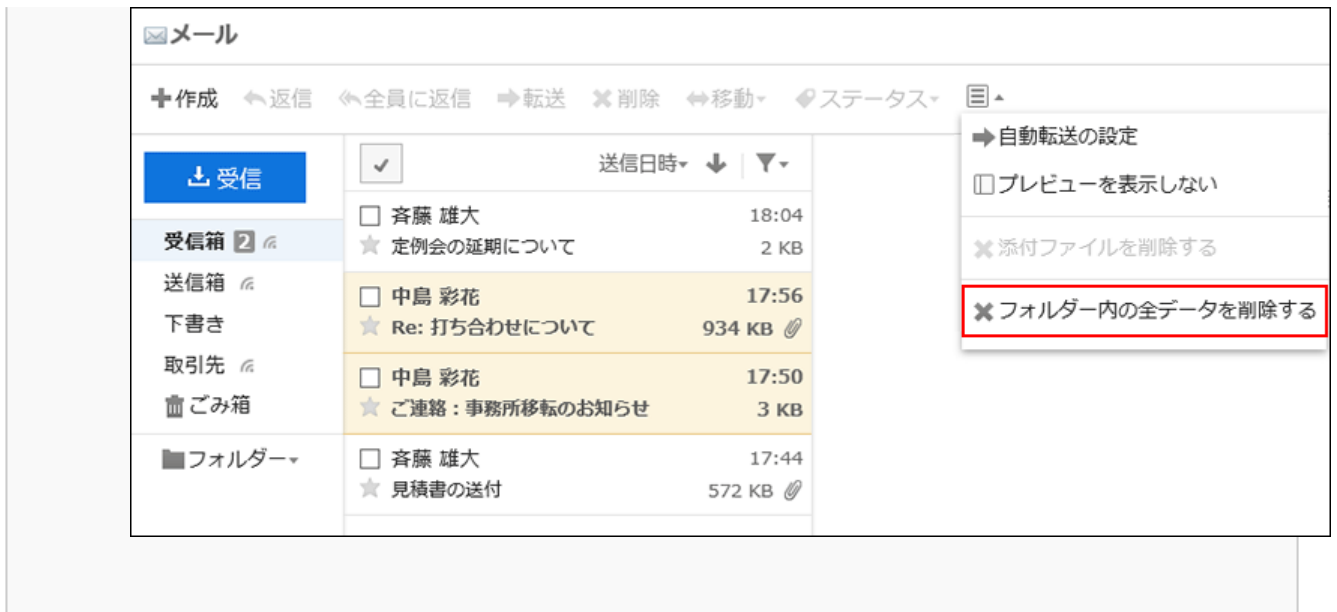 メール
作成 返信 全員に返信 転送 削除 移動 ステータス
自動転送の設定
プレビューを表示しない
添付ファイルを削除する
フォルダー内の全データを削除する
受信
受信箱 2
送信箱
下書き
取引先
ごみ箱
フォルダー
送信日時
斉藤 雄大 18:04
定例会の延期について 2 KB
中島 彩花 17:56
Re: 打ち合わせについて 934 KB
中島 彩花 17:50
ご連絡：事務所移転のお知らせ 3 KB
斉藤 雄大 17:44
見積書の送付 572 KB